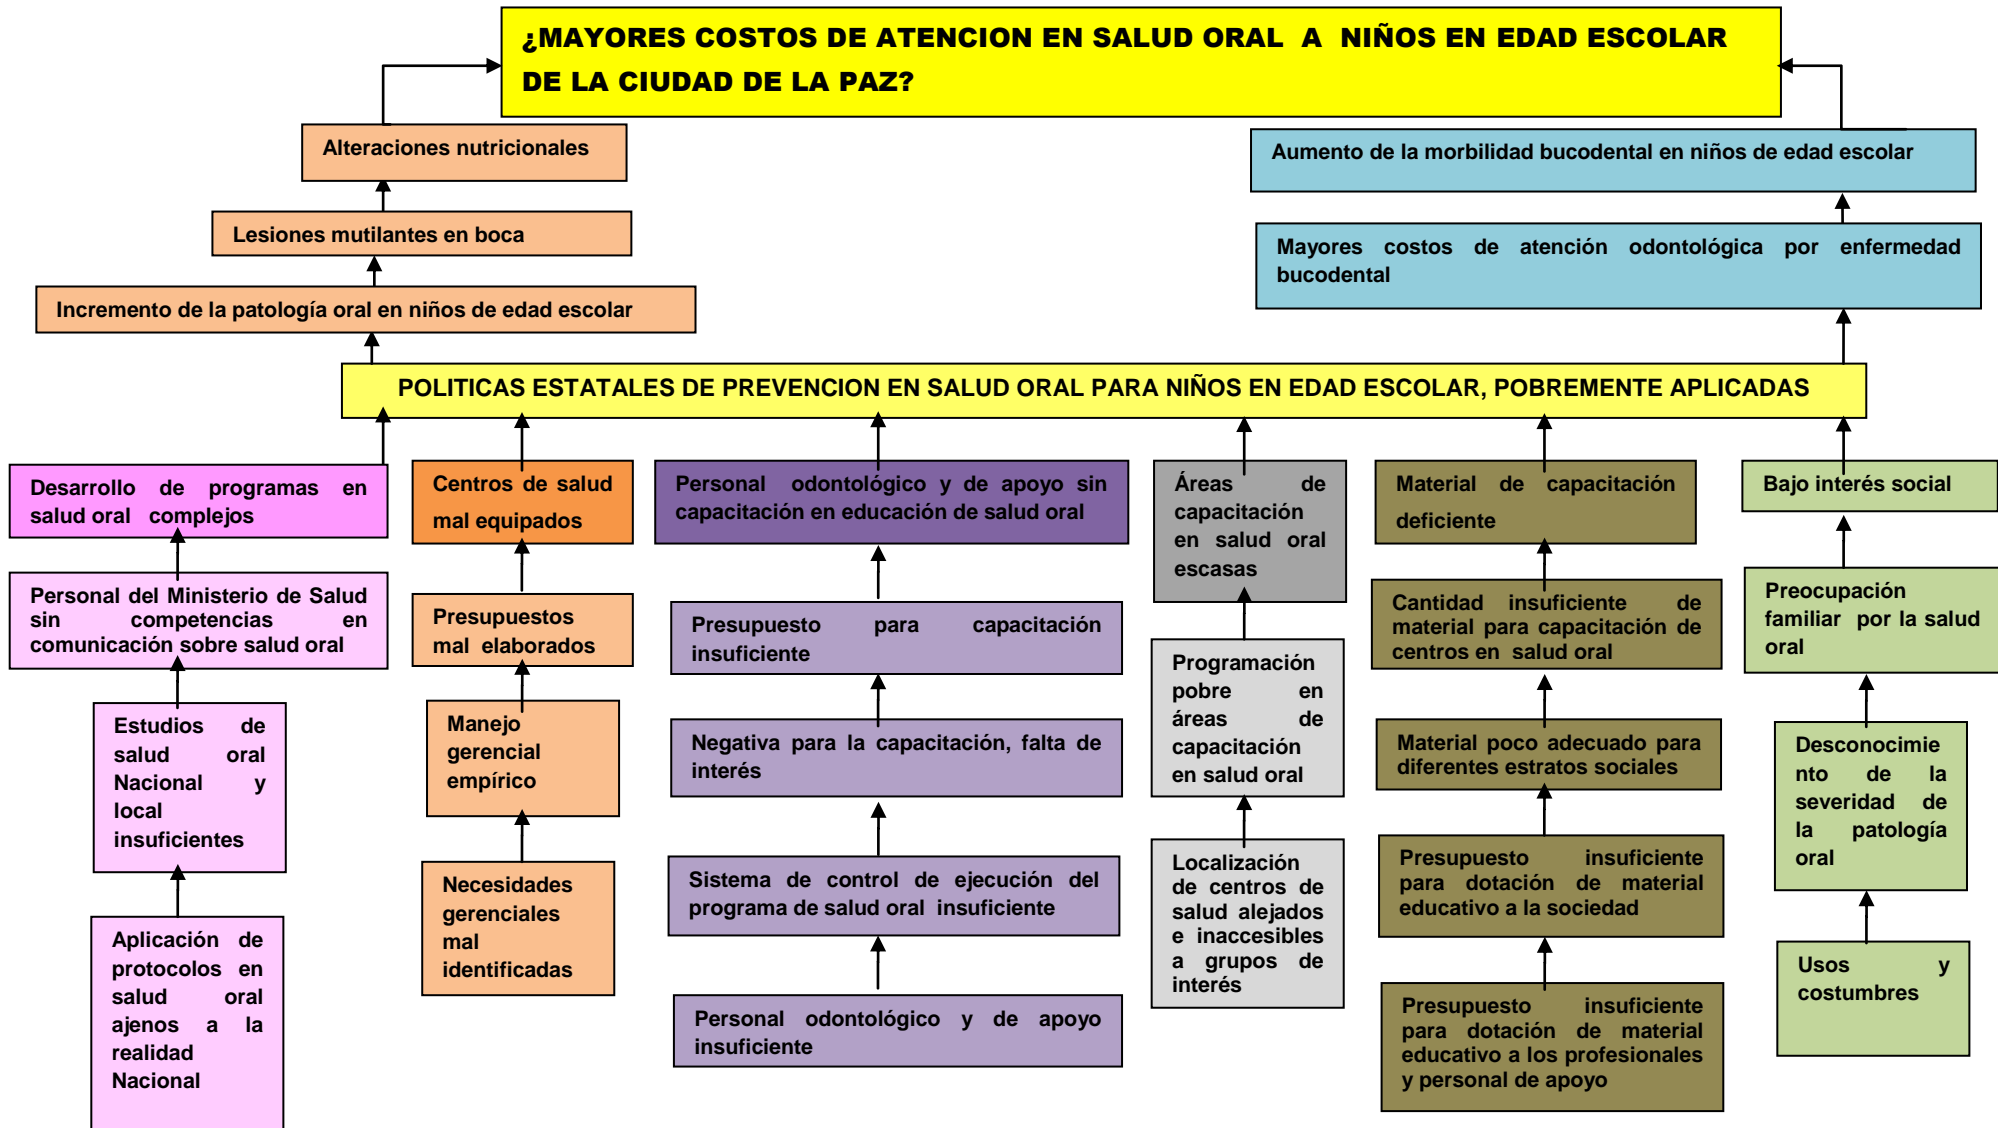 ¿MAYORES COSTOS DE ATENCION EN SALUD ORAL A NIÑOS EN EDAD ESCOLAR
DE LA CIUDAD DE LA PAZ?
Alteraciones nutricionales
Aumento de la morbilidad bucodental en niños de edad escolar
Lesiones mutilantes en boca
Mayores costos de atención odontológica por enfermedad
bucodental
Incremento de la patología oral en niños de edad escolar
POLITICAS ESTATALES DE PREVENCION EN SALUD ORAL PARA NIÑOS EN EDAD ESCOLAR, POBREMENTE APLICADAS
Desarrollo de programas en
salud oral complejos
Personal del Ministerio de Salud
sin competencias en
comunicación sobre salud oral
Estudios de
salud oral
Nacional y
local
insuficientes
Aplicación de
protocolos en
salud oral
ajenos a la
realidad
Nacional
Centros de salud
mal equipados
Presupuestos
mal elaborados
Manejo
gerencial
empírico
Necesidades
gerenciales
mal
identificadas
Personal odontológico y de apoyo sin
capacitación en educación de salud oral
Presupuesto para capacitación
insuficiente
Negativa para la capacitación, falta de
interés
Sistema de control de ejecución del
programa de salud oral insuficiente
Personal odontológico y de apoyo
insuficiente
Áreas de
capacitación
en salud oral
escasas
Programación
pobre en
áreas de
capacitación
en salud oral
Localización
de centros de
salud alejados
e inaccesibles
a grupos de
interés
Material de capacitación
deficiente
Cantidad insuficiente de
material para capacitación de
centros en salud oral
Material poco adecuado para
diferentes estratos sociales
Presupuesto insuficiente
para dotación de material
educativo a la sociedad
Presupuesto insuficiente
para dotación de material
educativo a los profesionales
y personal de apoyo
Bajo interés social
Preocupación
familiar por la salud
oral
Desconocimie
nto de la
severidad de
la patología
oral
Usos y
costumbres